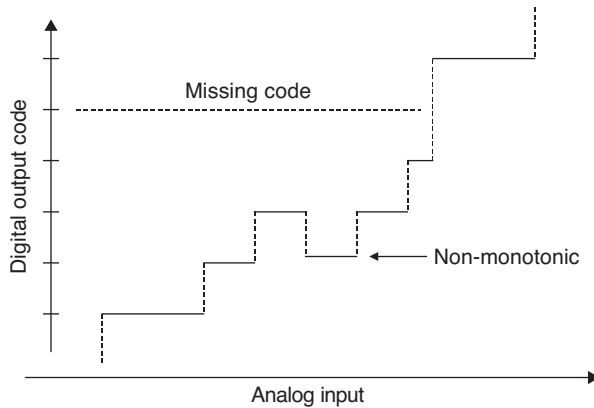 Missing code
Digital output code
Non-monotonic
Analog input